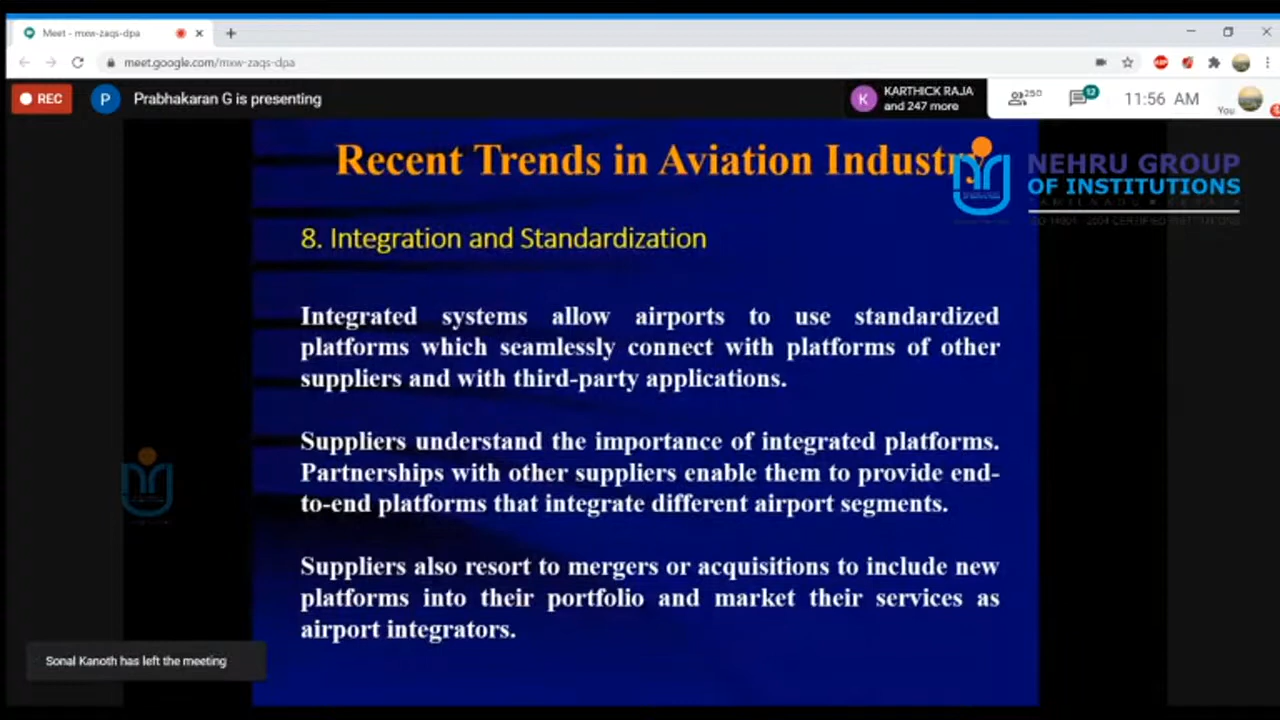 Meet - mxw-zaqs-dpa
meet.google.com/mxw-zaqs-dpa
ABP
REC
P
Prabhakaran G is presenting
K
KARTHICK RAJA
and 247 more
250
12
11:56 AM
You
Recent Trends in Aviation Industry
NEHRU GROUP
OF INSTITUTIONS
TAMILNADU KERALA
8. Integration and Standardization
Integrated systems allow airports to use standardized
platforms which seamlessly connect with platforms of other
suppliers and with third-party applications.
Suppliers understand the importance of integrated platforms.
Partnerships with other suppliers enable them to provide end-
to-end platforms that integrate different airport segments.
Suppliers also resort to mergers or acquisitions to include new
platforms into their portfolio and market their services as
airport integrators.
Sonal Kanoth has left the meeting